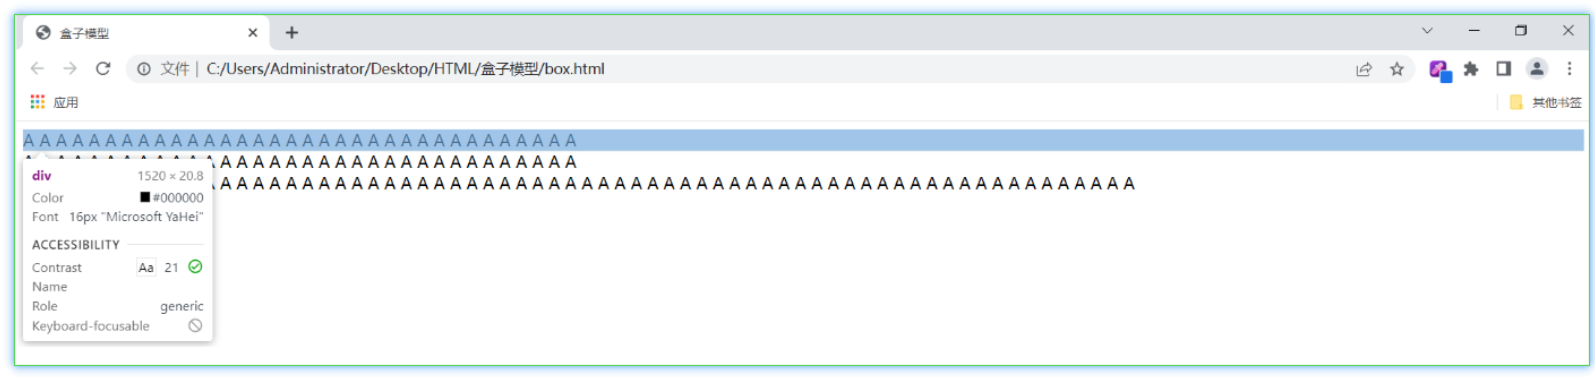 盒子模型
文件 | C:/Users/Administrator/Desktop/HTML/盒子模型/box.html
应用
其他书签
A A A A A A A A A A A A A A A A A A A A A A A A A A A A A A A A A A
A A A A A A A A A A A A A A A A A A A A A A
A A A A A A A A A A A A A A A A A A A A A A A A A A A A A A A A A A A A A A A A A A A A A A A A A A A A A A A A
div 1520 × 20.8
Color #000000
Font 16px "Microsoft YaHei"
ACCESSIBILITY
Contrast Aa 21
Name
Role generic
Keyboard-focusable